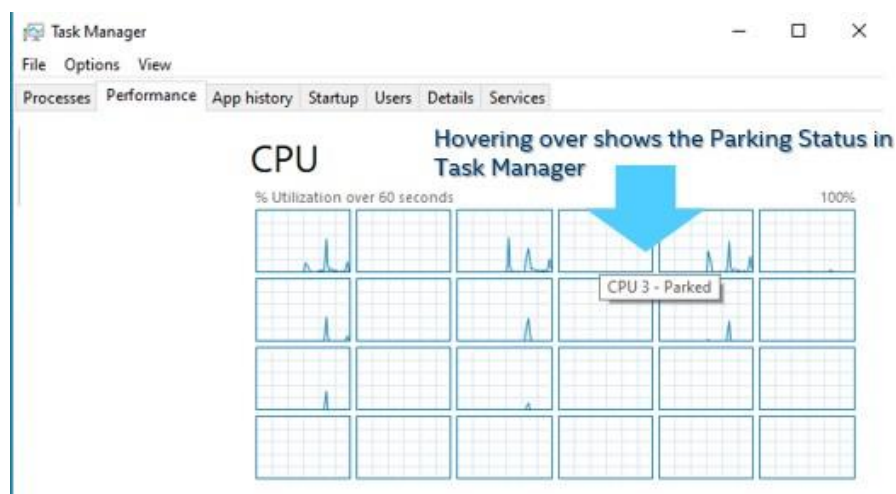 Task Manager
File Options View
Processes Performance App history Startup Users Details Services
CPU
Hovering over shows the Parking Status in
Task Manager
% Utilization over 60 seconds 100%
CPU 3 - Parked